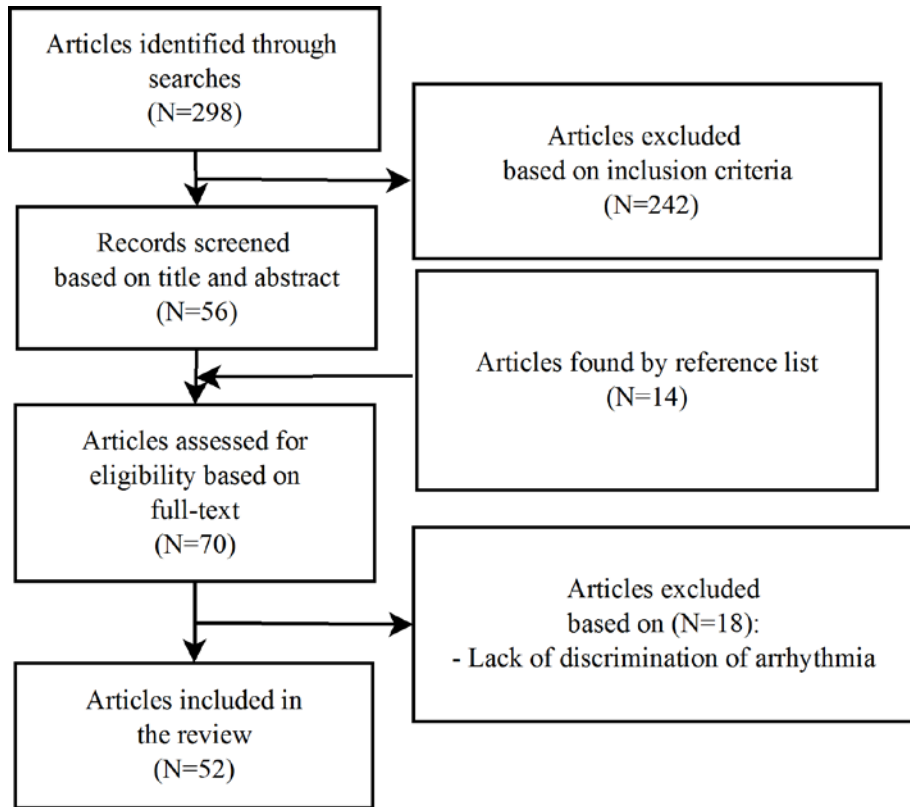 Articles identified through
searches
(N=298)
Articles excluded
based on inclusion criteria
(N=242)
Records screened
based on title and abstract
(N=56)
Articles found by reference list
(N=14)
Articles assessed for
eligibility based on
full-text
(N=70)
Articles excluded
based on (N=18):
- Lack of discrimination of arrhythmia
Articles included in
the review
(N=52)